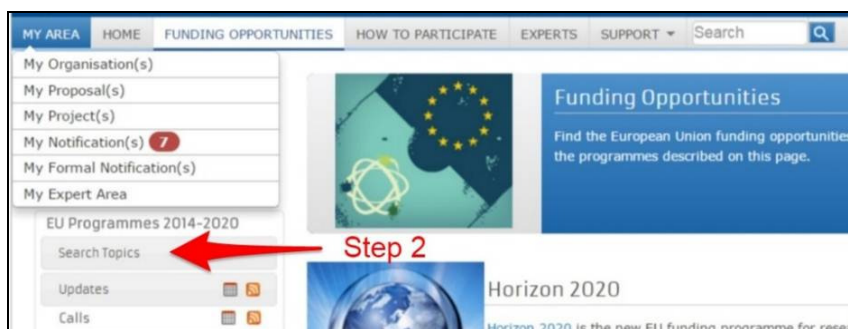 MY AREA HOME FUNDING OPPORTUNITIES HOW TO PARTICIPATE EXPERTS SUPPORT Search
My Organisation(s)
My Proposal(s)
My Project(s)
My Notification(s) 7
My Formal Notification(s)
My Expert Area
Funding Opportunities
Find the European Union funding opportunities
the programmes described on this page.
EU Programmes 2014-2020
Search Topics
Step 2
Updates
Calls
Horizon 2020
Horizon 2020 is the new EU funding programme for rese